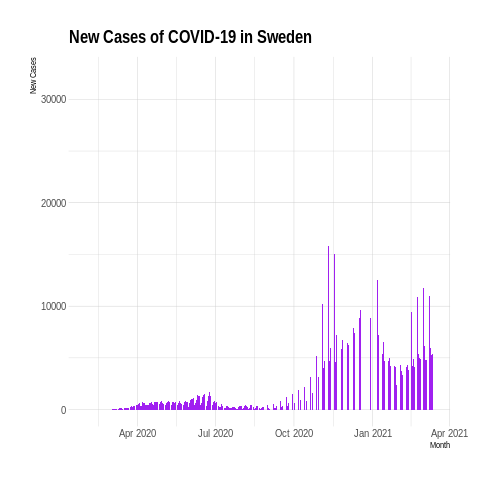 New Cases of COVID-19 in Sweden
New Cases
30000
20000
10000
0
Apr 2020 Jul 2020 Oct 2020 Jan 2021 Apr 2021
Month